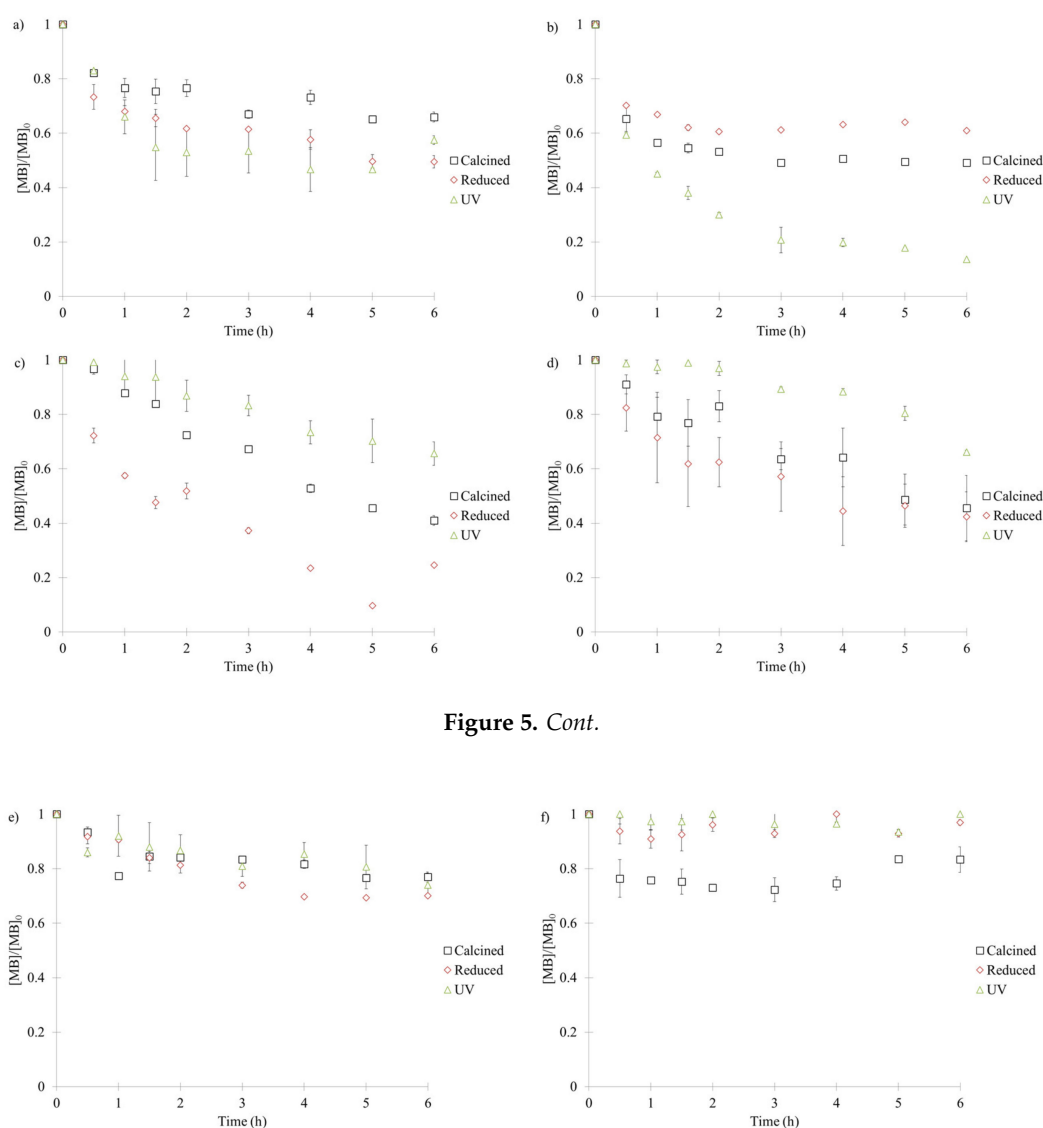 a)
1
0.8
0.6
0.4
0.2
0
[MB]/[MB]0
0 1 2 3 4 5 6
Time (h)
Calcined
Reduced
UV
b)
1
0.8
0.6
0.4
0.2
0
[MB]/[MB]0
0 1 2 3 4 5 6
Time (h)
Calcined
Reduced
UV
c)
1
0.8
0.6
0.4
0.2
0
[MB]/[MB]0
0 1 2 3 4 5 6
Time (h)
Calcined
Reduced
UV
d)
1
0.8
0.6
0.4
0.2
0
[MB]/[MB]0
0 1 2 3 4 5 6
Time (h)
Calcined
Reduced
UV
Figure 5. Cont.
e)
1
0.8
0.6
0.4
0.2
0
[MB]/[MB]0
0 1 2 3 4 5 6
Time (h)
Calcined
Reduced
UV
f)
1
0.8
0.6
0.4
0.2
0
[MB]/[MB]0
0 1 2 3 4 5 6
Time (h)
Calcined
Reduced
UV